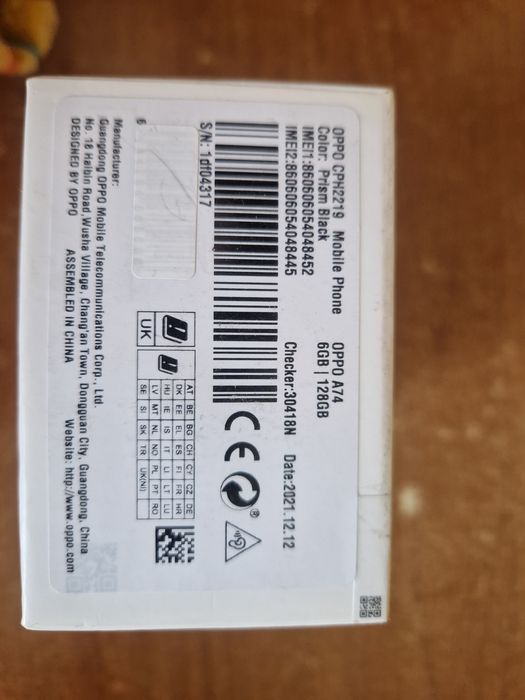 OPPO CPH2219 Mobile Phone OPPO A74
Color: Prism Black 6GB | 128GB
IMEI1:860606054048452
IMEI2:860606054048445 Checker:30418N Date:2021.12.12
S/N: 1df04317
CE
®
UK
AT BE BG CH CY CZ DE
DK EE EL ES FI FR HR
HU IE IS IT LI LT LU
LV MT NL NO PL PT RO
SE SI SK TR UK(NI)
6
Manufacturer:
Guangdong OPPO Mobile Telecommunications Corp., Ltd.
No. 18 Haibin Road,Wusha Village, Chang'an Town, Dongguan City, Guangdong, China
DESIGNED BY OPPO ASSEMBLED IN CHINA Website: http://www.oppo.com